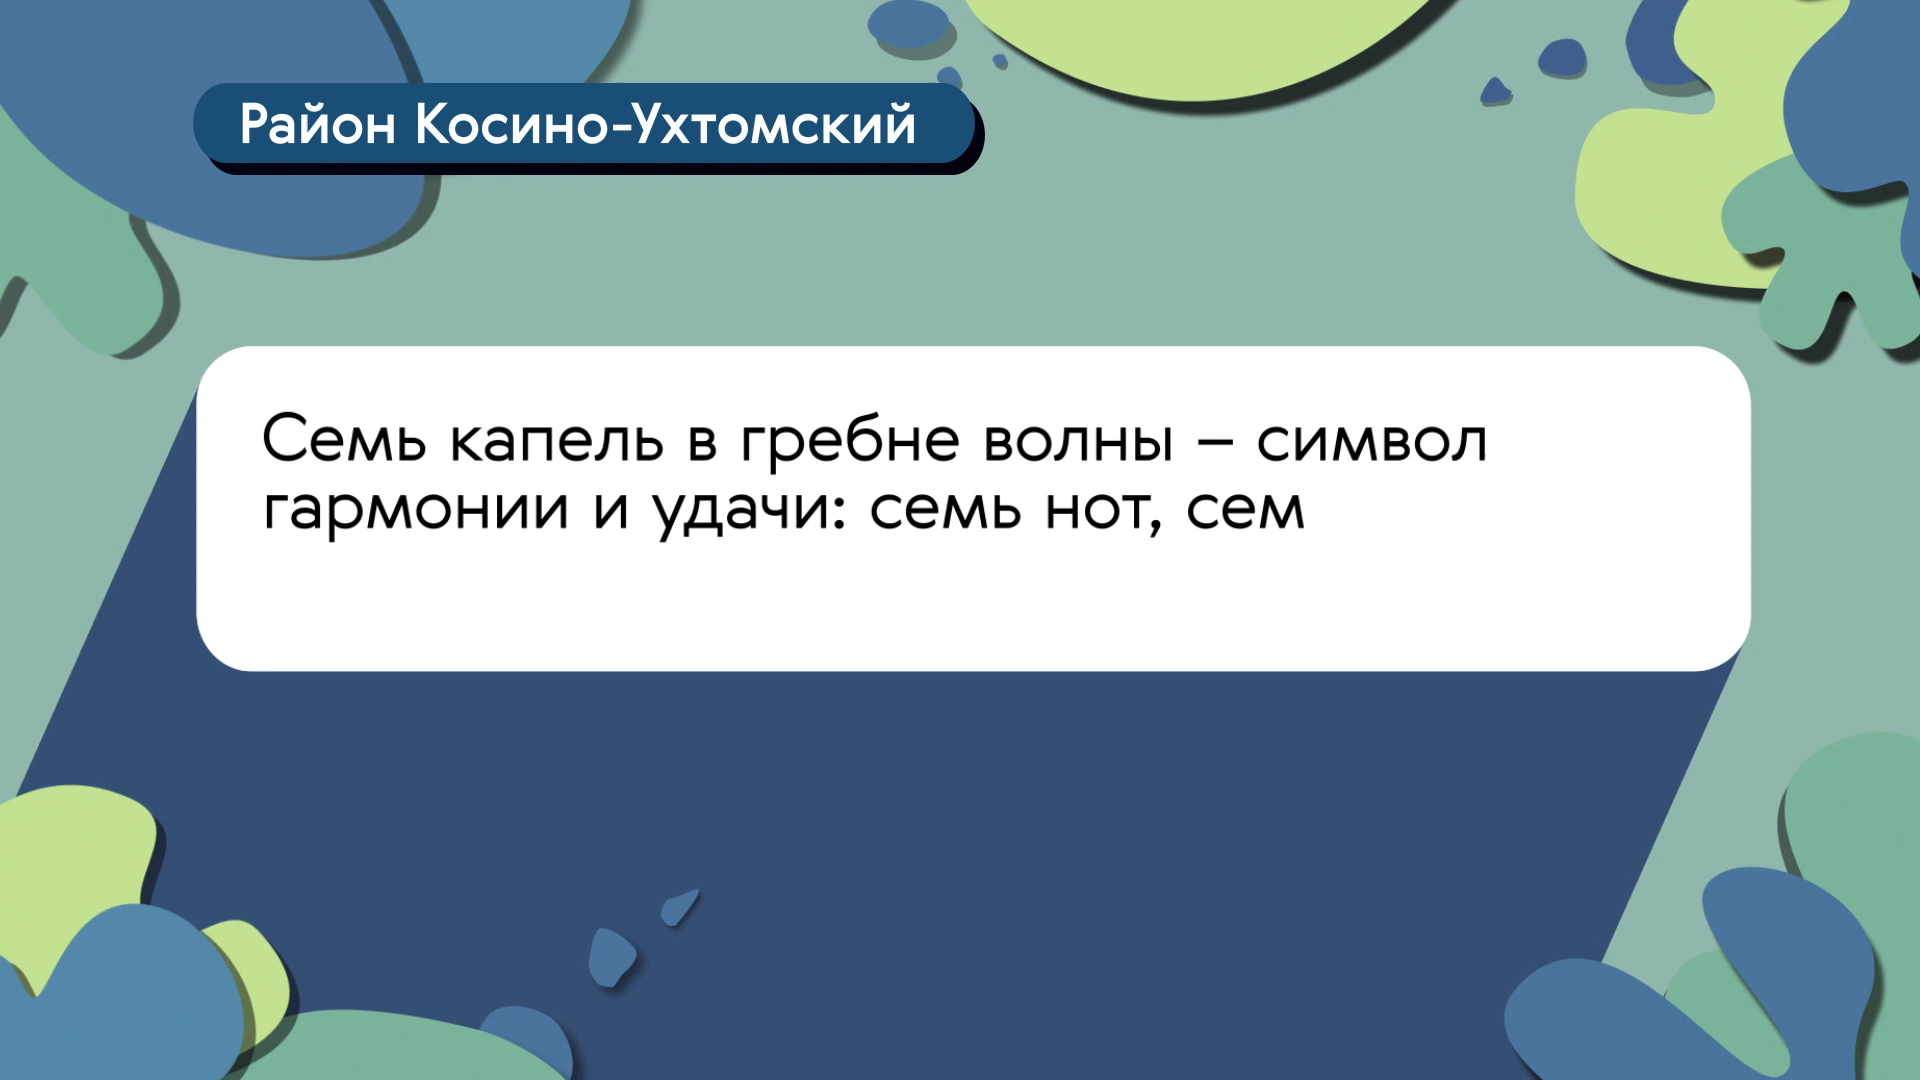 Район Косино-Ухтомский
Семь капель в гребне волны – символ
гармонии и удачи: семь нот, сем